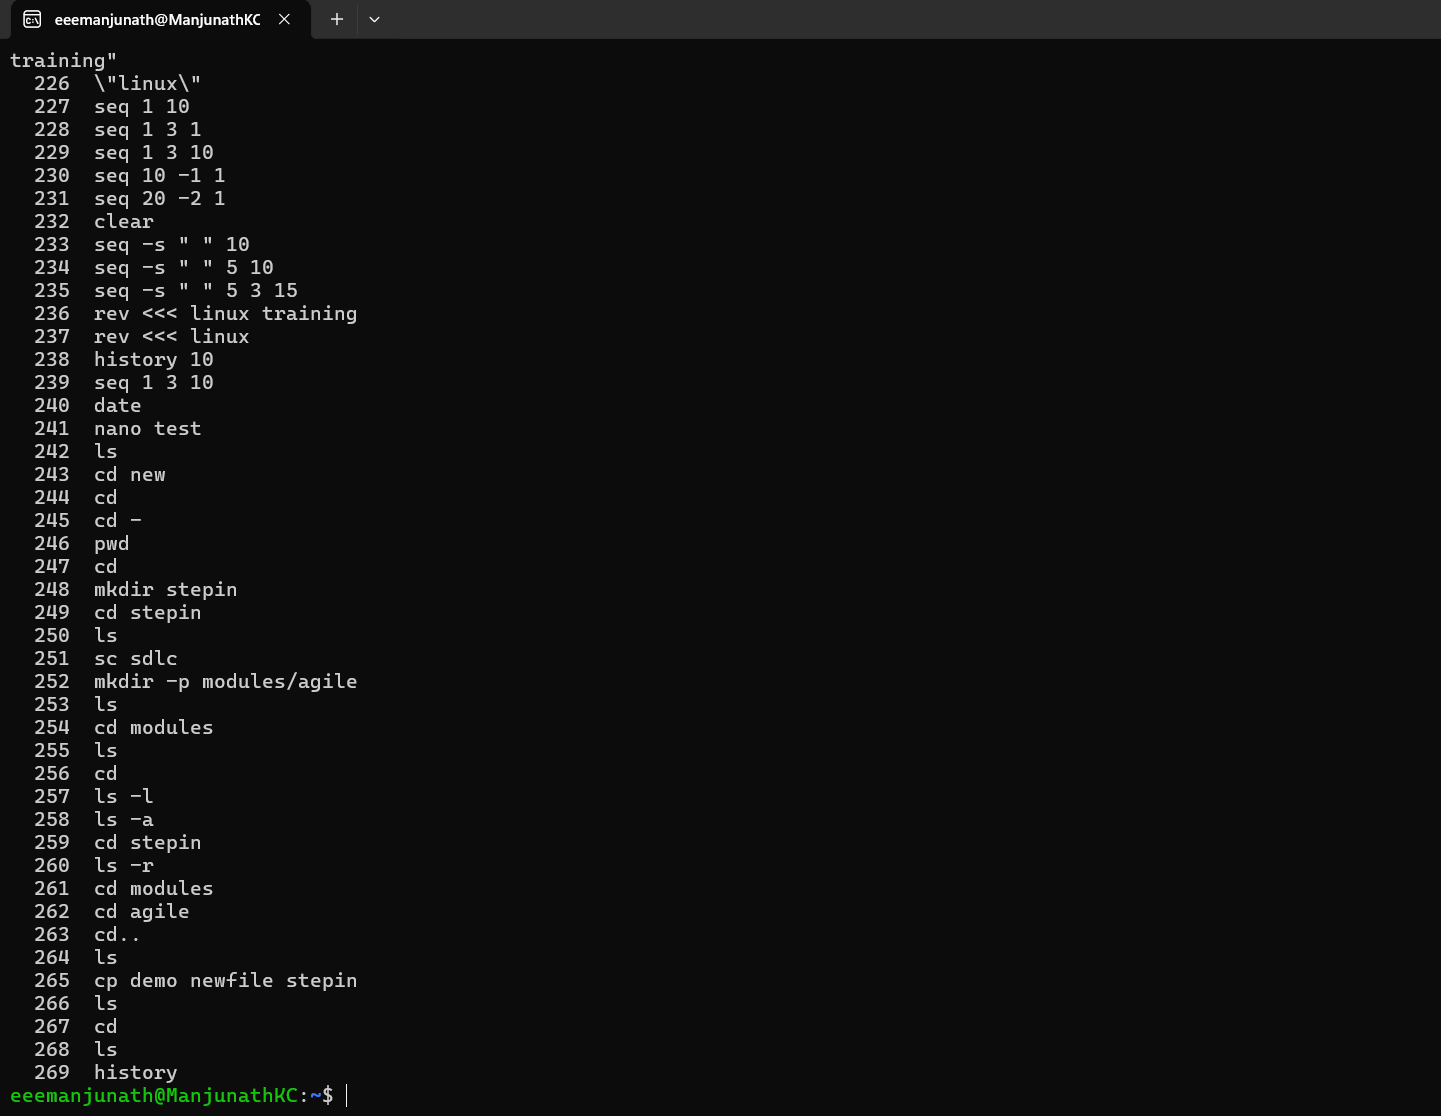 eeemanjunath@ManjunathKC
training"
226 \"linux\"
227 seq 1 10
228 seq 1 3 1
229 seq 1 3 10
230 seq 10 -1 1
231 seq 20 -2 1
232 clear
233 seq -s " " 10
234 seq -s " " 5 10
235 seq -s " " 5 3 15
236 rev <<< linux training
237 rev <<< linux
238 history 10
239 seq 1 3 10
240 date
241 nano test
242 ls
243 cd new
244 cd
245 cd -
246 pwd
247 cd
248 mkdir stepin
249 cd stepin
250 ls
251 sc sdlc
252 mkdir -p modules/agile
253 ls
254 cd modules
255 ls
256 cd
257 ls -l
258 ls -a
259 cd stepin
260 ls -r
261 cd modules
262 cd agile
263 cd..
264 ls
265 cp demo newfile stepin
266 ls
267 cd
268 ls
269 history
eeemanjunath@ManjunathKC:~$